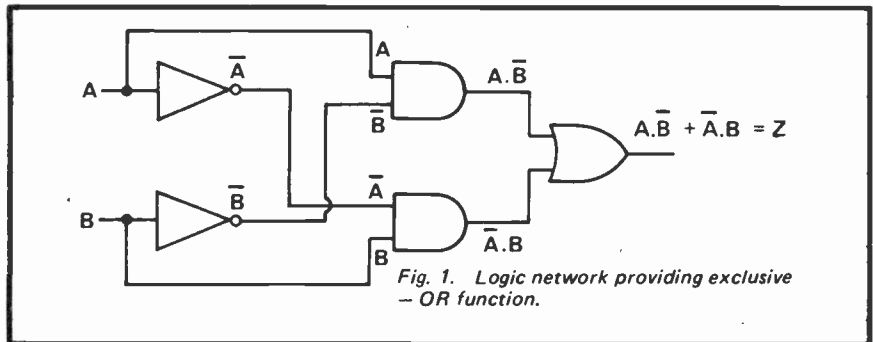 A
A̅
A
B̅
A.B̅
A.B̅ + A̅.B = Z
B
B̅
A̅
B
A̅.B
Fig. 1. Logic network providing exclusive
– OR function.